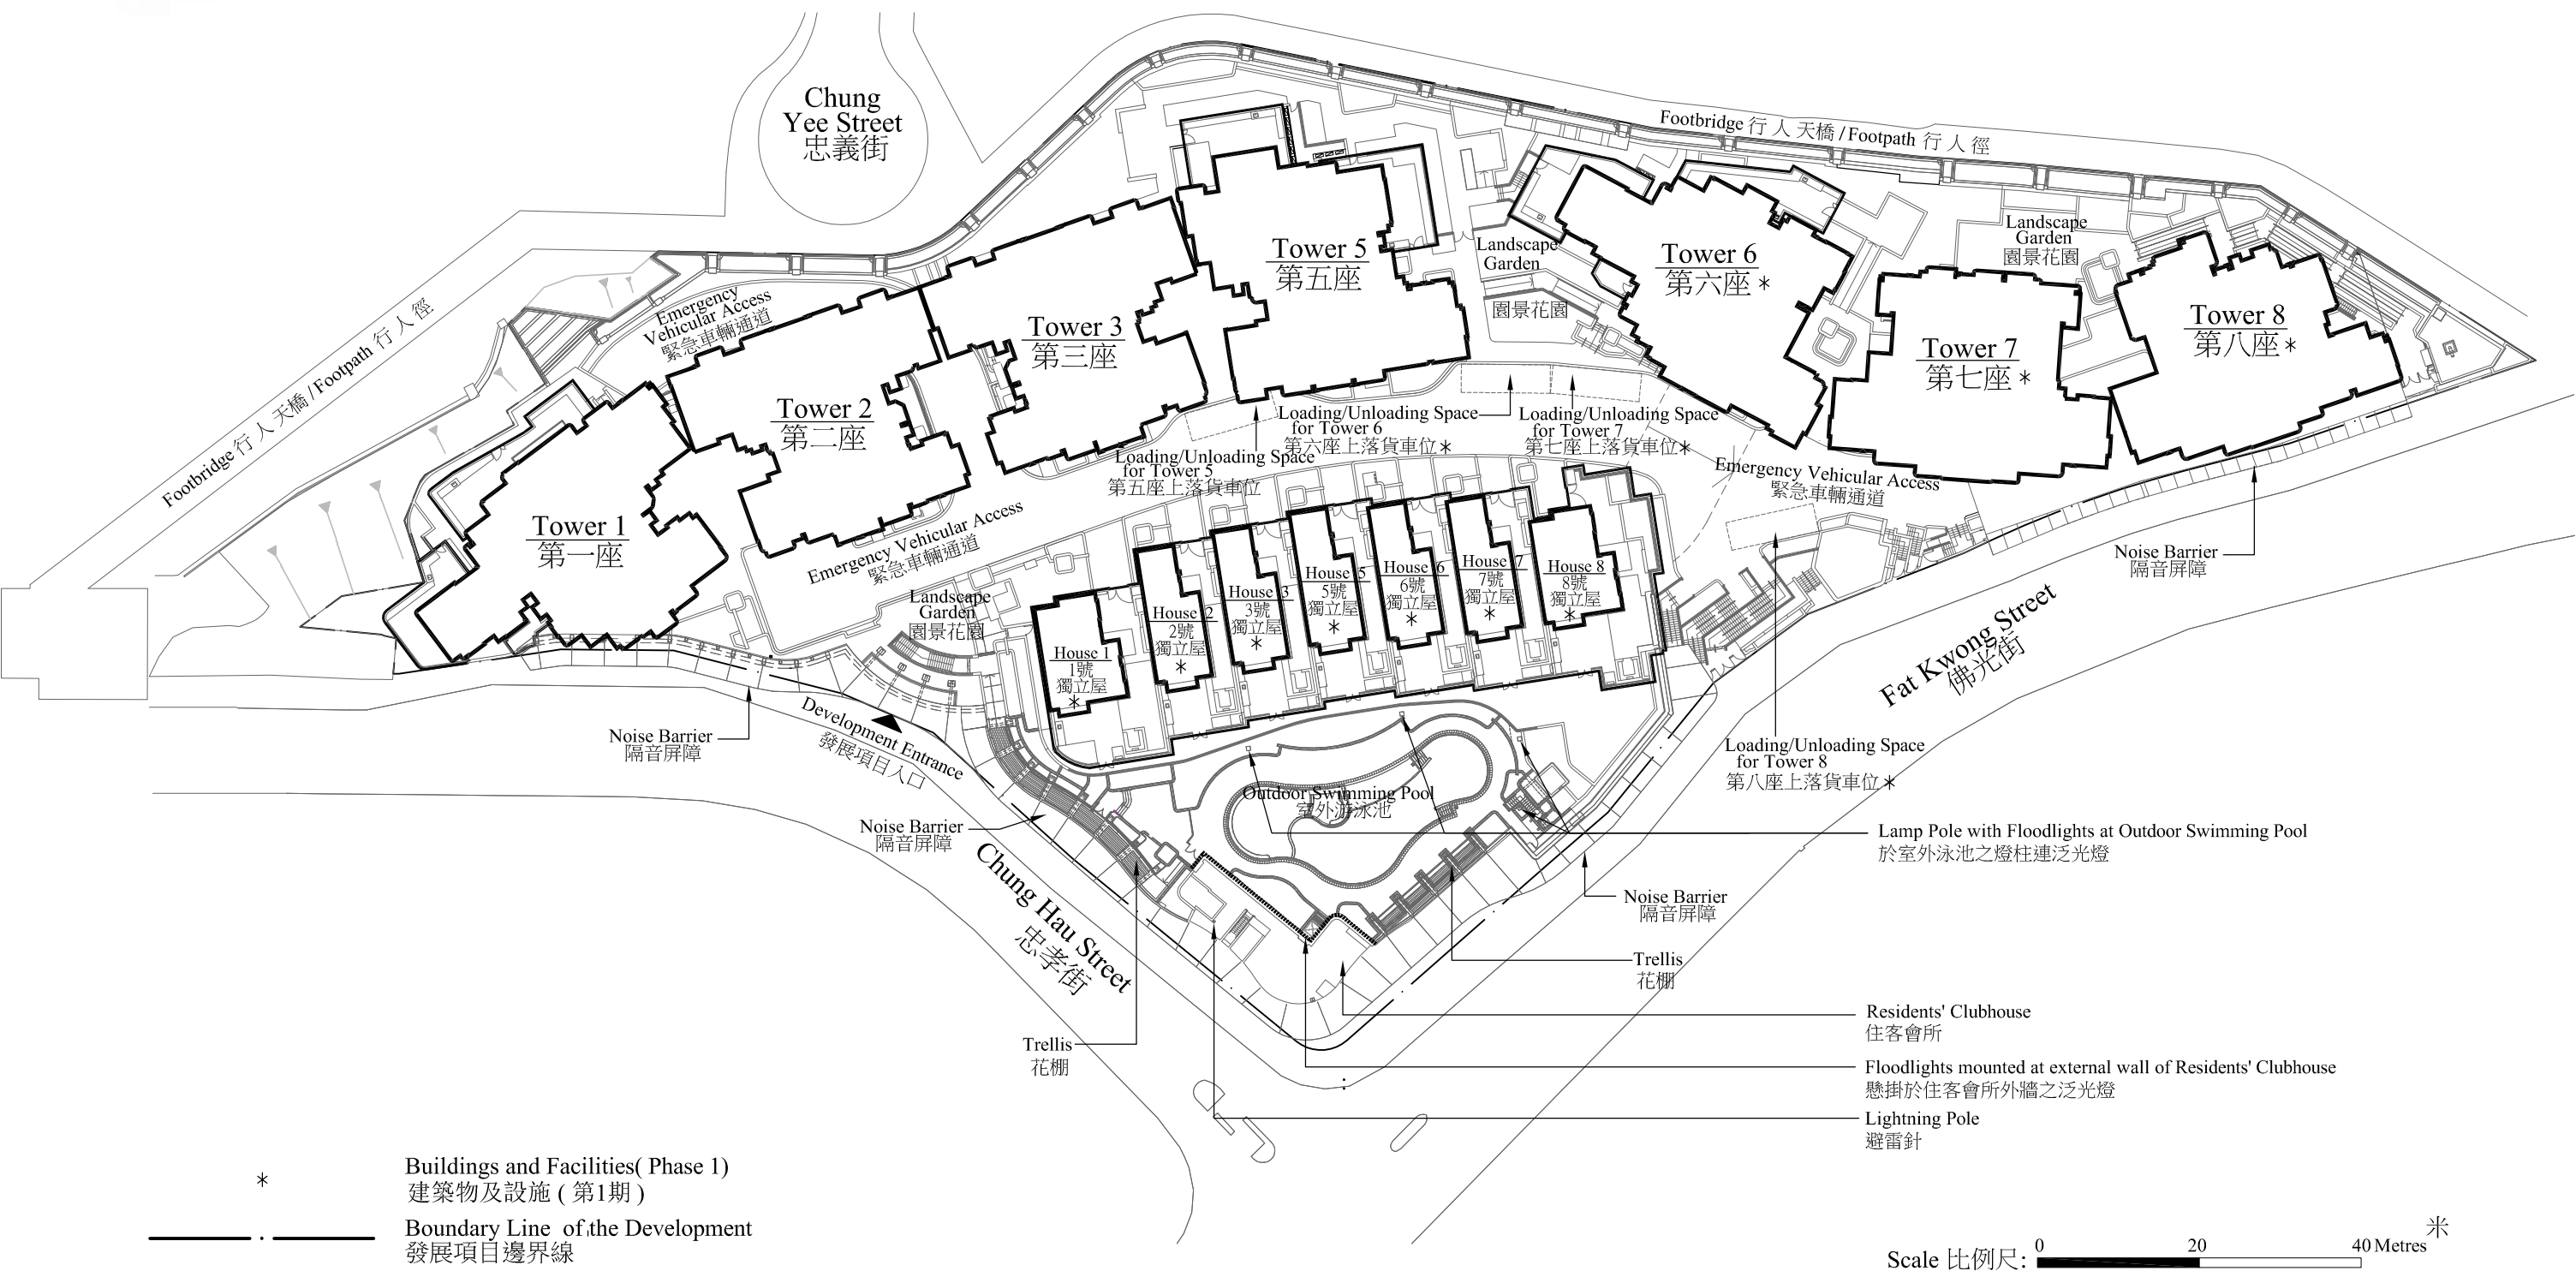 Chung
Yee Street
忠義街
Footbridge 行人天橋/Footpath 行人徑
Footbridge 行人天橋/Footpath 行人徑
Emergency
Vehicular Access
緊急車輛通道
Tower 1
第一座
Tower 2
第二座
Tower 3
第三座
Tower 5
第五座
Landscape
Garden
園景花園
Tower 6
第六座*
Landscape
Garden
園景花園
Tower 7
第七座*
Tower 8
第八座*
Loading/Unloading Space
for Tower 5
第五座上落貨車位
Loading/Unloading Space
for Tower 6
第六座上落貨車位*
Loading/Unloading Space
for Tower 7
第七座上落貨車位*
Emergency Vehicular Access
緊急車輛通道
Emergency Vehicular Access
緊急車輛通道
Noise Barrier
隔音屏障
Landscape
Garden
園景花園
House 1
1號
獨立屋
*
House 2
2號
獨立屋
*
House 3
3號
獨立屋
*
House 5
5號
獨立屋
*
House 6
6號
獨立屋
*
House 7
7號
獨立屋
*
House 8
8號
獨立屋
*
Fat Kwong Street
佛光街
Noise Barrier
隔音屏障
Development Entrance
發展項目入口
Loading/Unloading Space
for Tower 8
第八座上落貨車位*
Outdoor Swimming Pool
室外游泳池
Noise Barrier
隔音屏障
Chung Hau Street
忠孝街
Lamp Pole with Floodlights at Outdoor Swimming Pool
於室外泳池之燈柱連泛光燈
Noise Barrier
隔音屏障
Trellis
花棚
Trellis
花棚
Residents' Clubhouse
住客會所
Floodlights mounted at external wall of Residents' Clubhouse
懸掛於住客會所外牆之泛光燈
Lightning Pole
避雷針
* Buildings and Facilities( Phase 1)
建築物及設施 ( 第1期 )
Boundary Line of the Development
發展項目邊界線
Scale 比例尺: 0 20 40 Metres 米